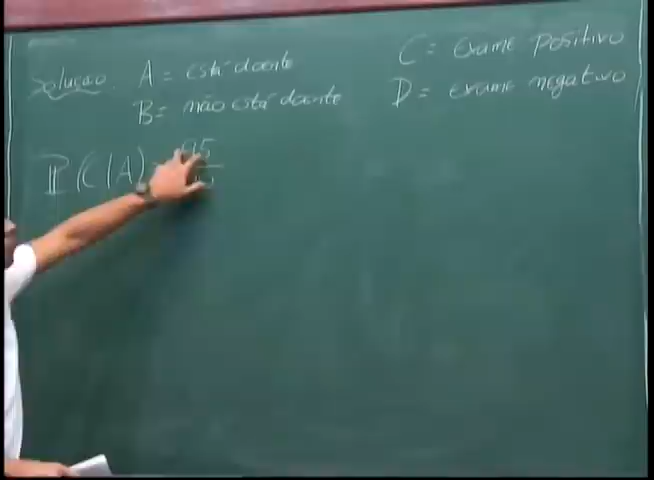 Solução. A = está doente
B = não está doente
C = exame positivo
D = exame negativo
P(C|A)